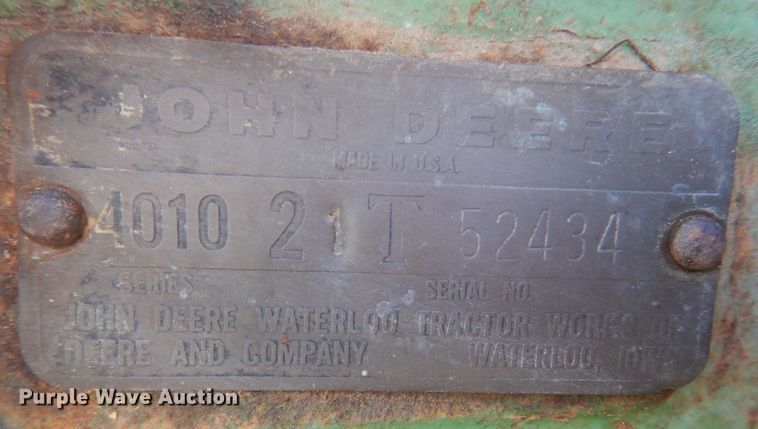 JOHN DEERE
MADE IN U.S.A.
4010 21 T 52434
SERIES SERIAL NO.
JOHN DEERE WATERLOO TRACTOR WORKS OF
DEERE AND COMPANY WATERLOO, IOWA
Purple Wave Auction